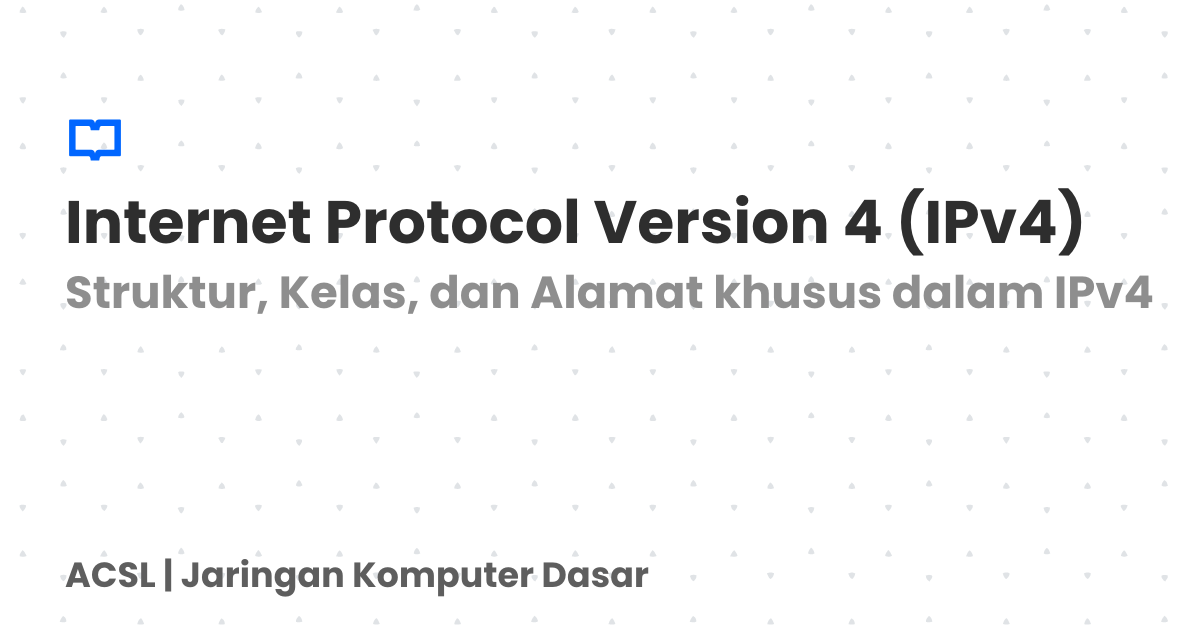 Internet Protocol Version 4 (IPv4)
Struktur, Kelas, dan Alamat khusus dalam IPv4
ACSL | Jaringan Komputer Dasar